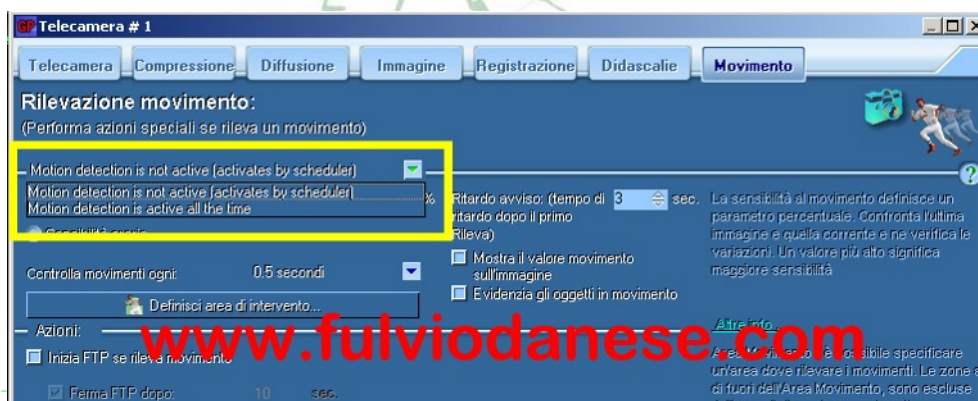 GP Telecamera # 1
Telecamera Compressione Diffusione Immagine Registrazione Didascalie Movimento
Rilevazione movimento:
(Performa azioni speciali se rileva un movimento)
Motion detection is not active (activates by scheduler)
Motion detection is not active (activates by scheduler)
Motion detection is active all the time
%
Ritardo avviso: (tempo di 3 sec.
ritardo dopo il primo
Rileva)
Mostra il valore movimento
sull'immagine
Evidenzia gli oggetti in movimento
Controlla movimenti ogni: 0.5 secondi
Definisci area di intervento...
La sensibilità al movimento definisce un
parametro percentuale. Confronta l'ultima
immagine e quella corrente e ne verifica le
variazioni. Un valore più alto significa
maggiore sensibilità
Altre info...
Azioni:
www.fulviodanese.com
Inizia FTP se rileva movimento
Ferma FTP dopo: 10 sec.
Area Movimento: è possibile specificare
un'area dove rilevare i movimenti. Le zone a
di fuori dell'Area Movimento, sono escluse